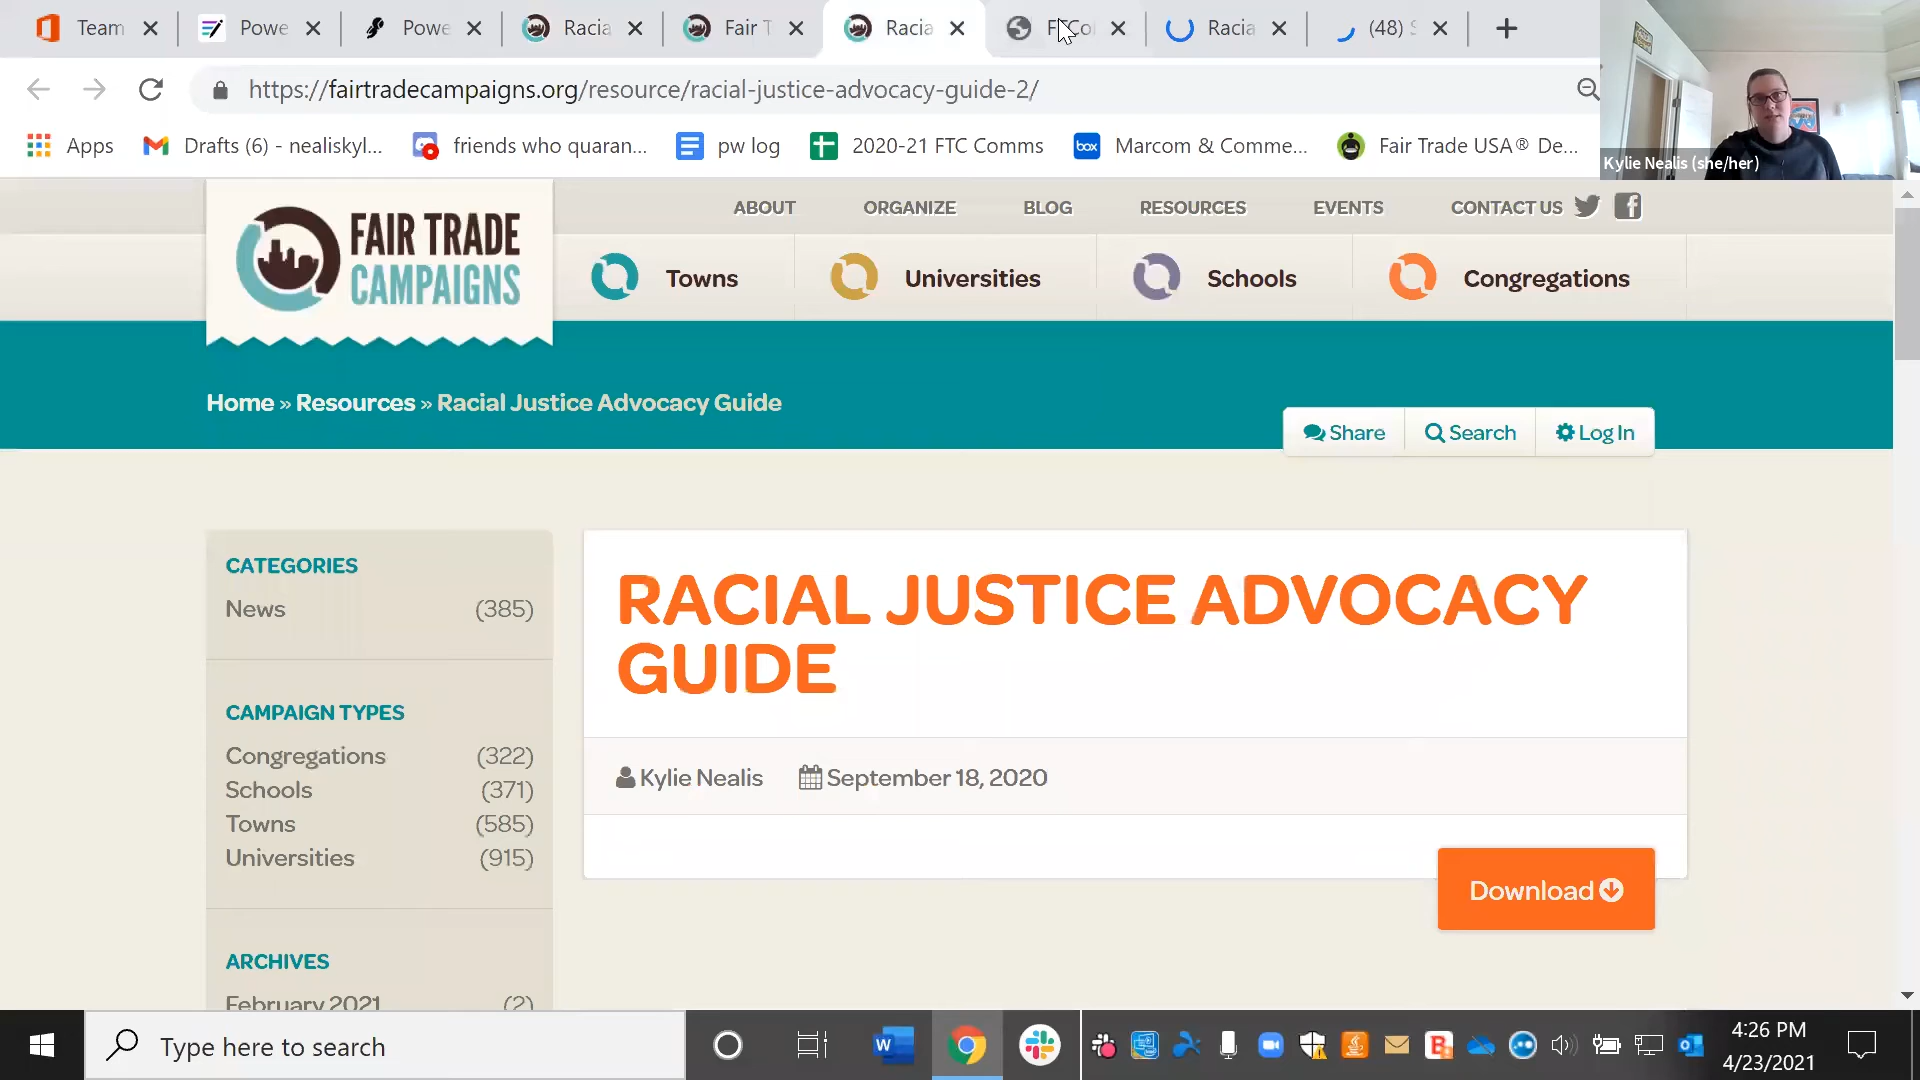 Team
Powe
Powe
Racia
Fair T
Racia
FTCo
Racia
(48) S
https://fairtradecampaigns.org/resource/racial-justice-advocacy-guide-2/
Apps
Drafts (6) - nealiskyl...
friends who quaran...
pw log
2020-21 FTC Comms
box
Marcom & Comme...
Fair Trade USA® De...
Kylie Nealis (she/her)
FAIR TRADE
CAMPAIGNS
ABOUT
ORGANIZE
BLOG
RESOURCES
EVENTS
CONTACT US
Towns
Universities
Schools
Congregations
Home » Resources » Racial Justice Advocacy Guide
Share
Search
Log In
CATEGORIES
News (385)
CAMPAIGN TYPES
Congregations (322)
Schools (371)
Towns (585)
Universities (915)
ARCHIVES
February 2021 (2)
RACIAL JUSTICE ADVOCACY
GUIDE
Kylie Nealis September 18, 2020
Download
Type here to search
4:26 PM
4/23/2021